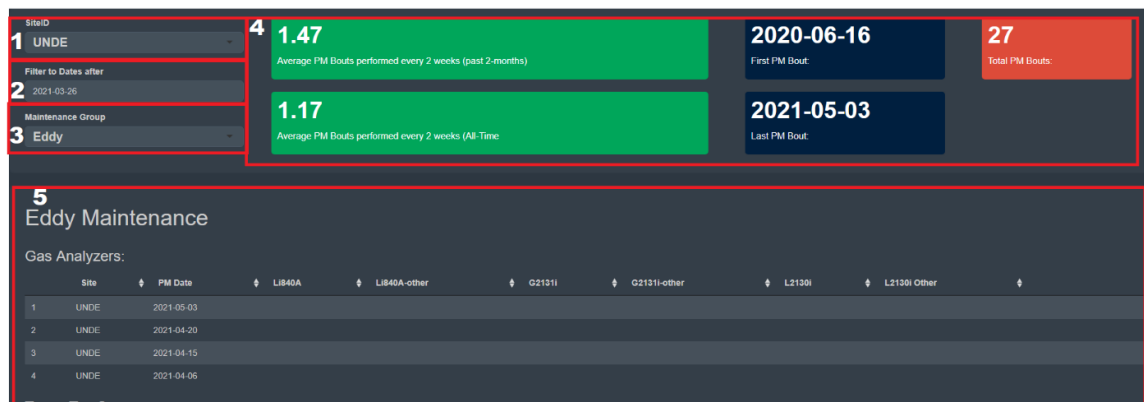 SiteID
1 UNDE
Filter to Dates after
2 2021-03-26
Maintenance Group
3 Eddy
4 1.47
Average PM Bouts performed every 2 weeks (past 2-months)
2020-06-16
First PM Bout:
27
Total PM Bouts:
1.17
Average PM Bouts performed every 2 weeks (All-Time
2021-05-03
Last PM Bout:
5
Eddy Maintenance
Gas Analyzers:
Site PM Date Li840A Li840A-other G2131i G2131i-other L2130i L2130i Other
1 UNDE 2021-05-03
2 UNDE 2021-04-20
3 UNDE 2021-04-15
4 UNDE 2021-04-06